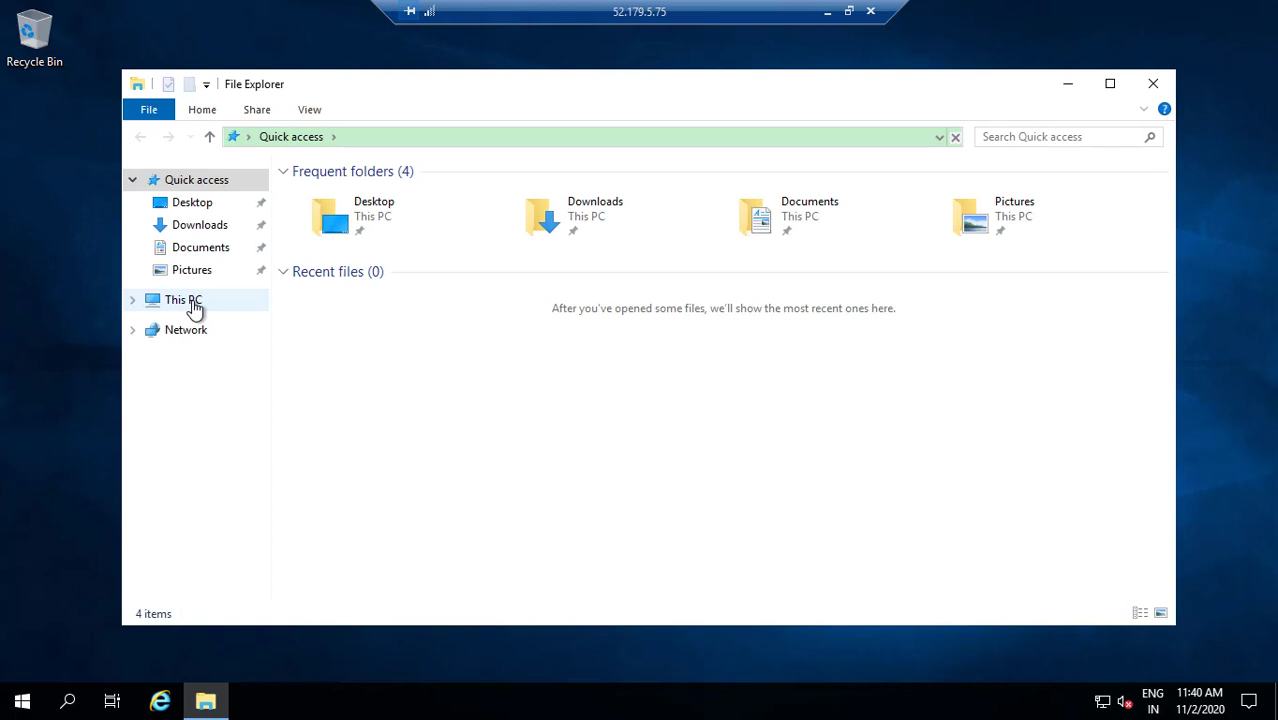 52.179.5.75
Recycle Bin
File Explorer
File Home Share View
Quick access
Search Quick access
Quick access
Desktop
Downloads
Documents
Pictures
This PC
Network
Frequent folders (4)
Desktop
This PC
Downloads
This PC
Documents
This PC
Pictures
This PC
Recent files (0)
After you've opened some files, we'll show the most recent ones here.
4 items
ENG
IN
11:40 AM
11/2/2020